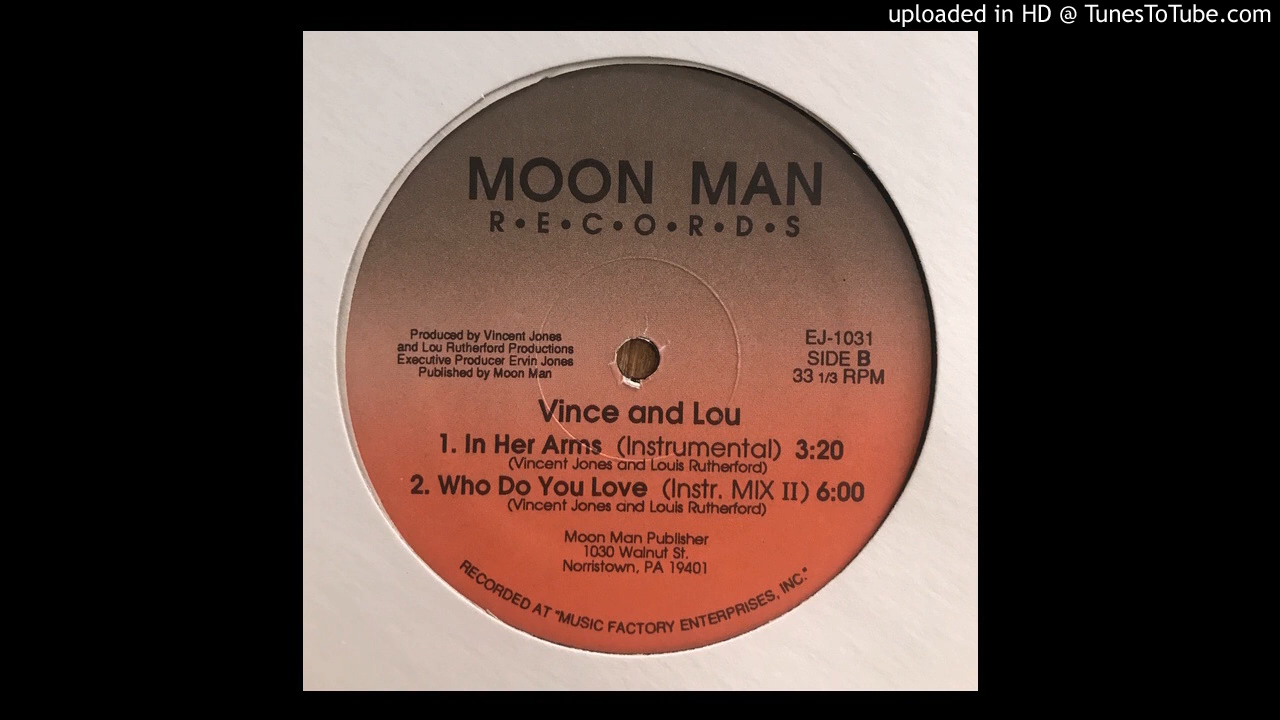 uploaded in HD @ TunesToTube.com
MOON MAN
R•E•C•O•R•D•S
Produced by Vincent Jones
and Lou Rutherford Productions
Executive Producer Ervin Jones
Published by Moon Man
EJ-1031
SIDE B
33 1/3 RPM
Vince and Lou
1. In Her Arms (Instrumental) 3:20
(Vincent Jones and Louis Rutherford)
2. Who Do You Love (Instr. MIX II) 6:00
(Vincent Jones and Louis Rutherford)
Moon Man Publisher
1030 Walnut St.
Norristown, PA 19401
RECORDED AT "MUSIC FACTORY ENTERPRISES, INC."